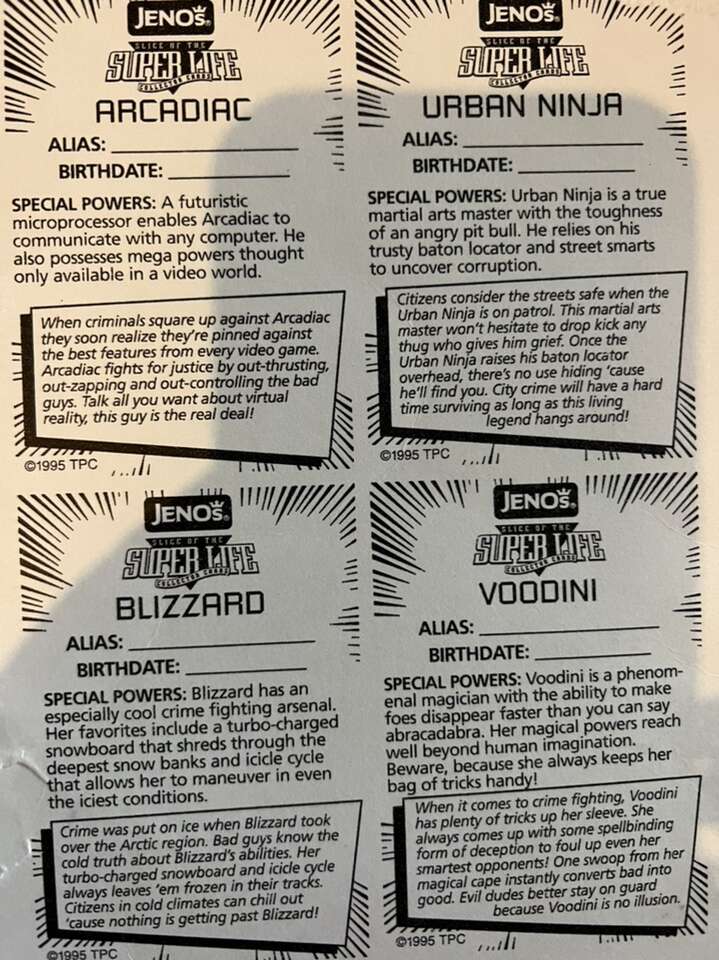 JENO'S®
SLICE OF THE
SUPER LIFE
COLLECTOR CARDS
ARCADIAC
ALIAS:
BIRTHDATE:
SPECIAL POWERS: A futuristic
microprocessor enables Arcadiac to
communicate with any computer. He
also possesses mega powers thought
only available in a video world.
When criminals square up against Arcadiac
they soon realize they're pinned against
the best features from every video game.
Arcadiac fights for justice by out-thrusting,
out-zapping and out-controlling the bad
guys. Talk all you want about virtual
reality, this guy is the real deal!
©1995 TPC
JENO'S®
SLICE OF THE
SUPER LIFE
COLLECTOR CARDS
URBAN NINJA
ALIAS:
BIRTHDATE:
SPECIAL POWERS: Urban Ninja is a true
martial arts master with the toughness
of an angry pit bull. He relies on his
trusty baton locator and street smarts
to uncover corruption.
Citizens consider the streets safe when the
Urban Ninja is on patrol. This martial arts
master won't hesitate to drop kick any
thug who gives him grief. Once the
Urban Ninja raises his baton locator
overhead, there's no use hiding 'cause
he'll find you. City crime will have a hard
time surviving as long as this living
legend hangs around!
©1995 TPC
JENO'S®
SLICE OF THE
SUPER LIFE
COLLECTOR CARDS
BLIZZARD
ALIAS:
BIRTHDATE:
SPECIAL POWERS: Blizzard has an
especially cool crime fighting arsenal.
Her favorites include a turbo-charged
snowboard that shreds through the
deepest snow banks and icicle cycle
that allows her to maneuver in even
the iciest conditions.
Crime was put on ice when Blizzard took
over the Arctic region. Bad guys know the
cold truth about Blizzard's abilities. Her
turbo-charged snowboard and icicle cycle
always leaves 'em frozen in their tracks.
Citizens in cold climates can chill out
'cause nothing is getting past Blizzard!
©1995 TPC
JENO'S®
SLICE OF THE
SUPER LIFE
COLLECTOR CARDS
VOODINI
ALIAS:
BIRTHDATE:
SPECIAL POWERS: Voodini is a phenom-
enal magician with the ability to make
foes disappear faster than you can say
abracadabra. Her magical powers reach
well beyond human imagination.
Beware, because she always keeps her
bag of tricks handy!
When it comes to crime fighting, Voodini
has plenty of tricks up her sleeve. She
always comes up with some spellbinding
form of deception to foul up even her
smartest opponents! One swoop from her
magical cape instantly converts bad into
good. Evil dudes better stay on guard
because Voodini is no illusion.
©1995 TPC